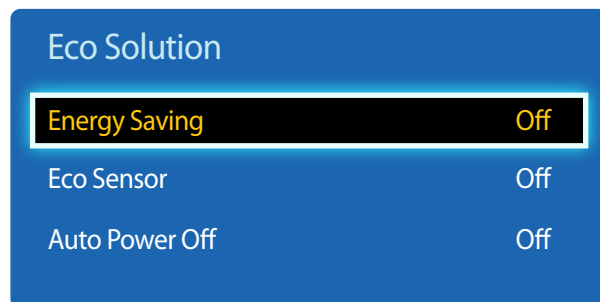 Eco Solution
Energy Saving Off
Eco Sensor Off
Auto Power Off Off